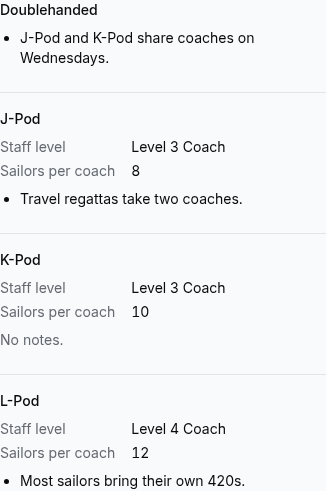 Doublehanded
• J-Pod and K-Pod share coaches on
Wednesdays.
J-Pod
Staff level Level 3 Coach
Sailors per coach 8
• Travel regattas take two coaches.
K-Pod
Staff level Level 3 Coach
Sailors per coach 10
No notes.
L-Pod
Staff level Level 4 Coach
Sailors per coach 12
• Most sailors bring their own 420s.